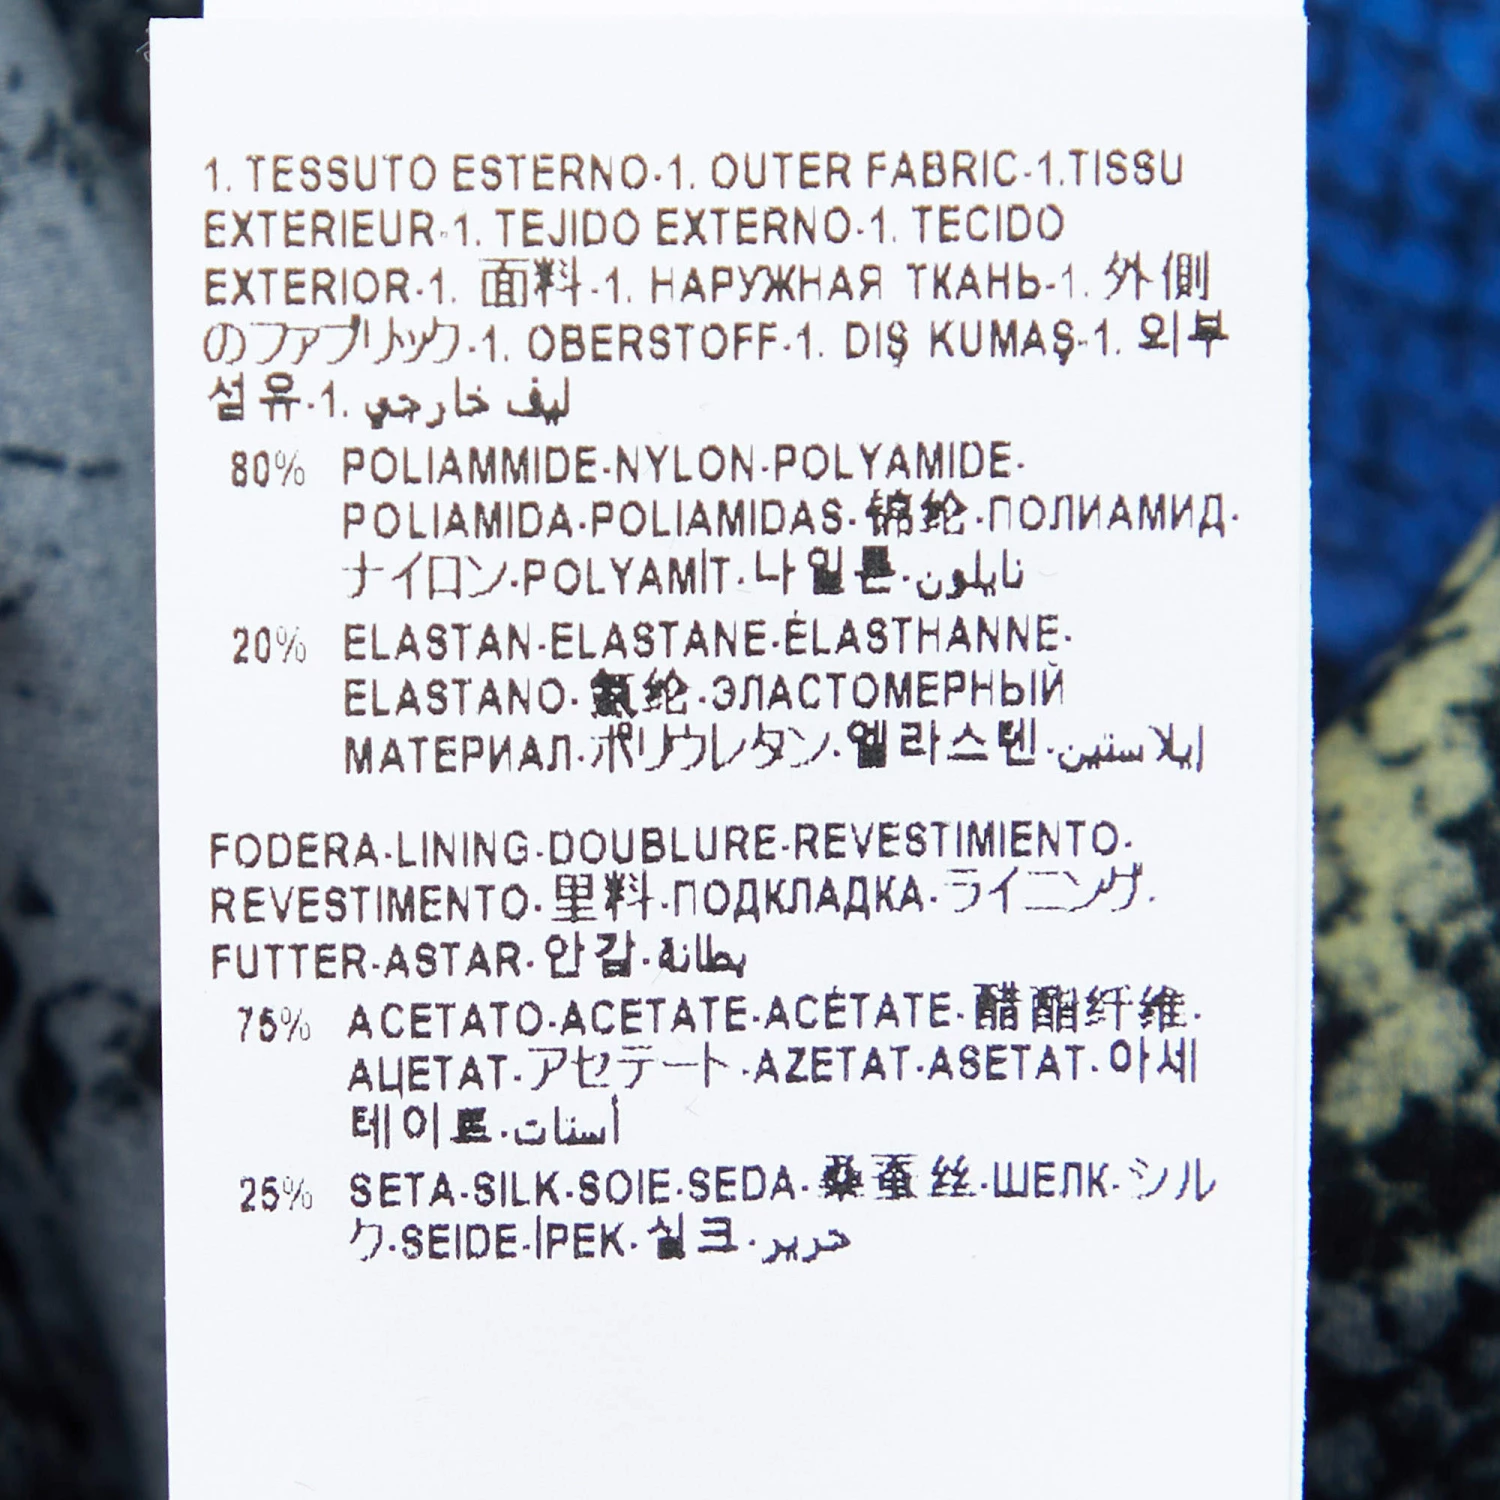 1. TESSUTO ESTERNO-1. OUTER FABRIC-1.TISSU
EXTERIEUR-1. TEJIDO EXTERNO-1. TECIDO
EXTERIOR-1. 面料-1. НАРУЖНАЯ ТКАНЬ-1. 外側
のファブリック-1. OBERSTOFF-1. DIŞ KUMAŞ-1. 외부
섬유-1. ليف خارجي
80% POLIAMMIDE-NYLON-POLYAMIDE-
POLIAMIDA-POLIAMIDAS-锦纶-ПОЛИАМИД-
ナイロン-POLYAMİT-나일론-نايلون
20% ELASTAN-ELASTANE-ÉLASTHANNE-
ELASTANO-氨纶-ЭЛАСТОМЕРНЫЙ
МАТЕРИАЛ-ポリウレタン-엘라스텐-إيلاستين
FODERA-LINING-DOUBLURE-REVESTIMIENTO-
REVESTIMENTO-里料-ПОДКЛАДКА-ライニング-
FUTTER-ASTAR-안감-بطانة
75% ACETATO-ACETATE-ACÉTATE-醋酯纤维-
АЦЕТАТ-アセテート-AZETAT-ASETAT-아세
테이트-أستات
25% SETA-SILK-SOIE-SEDA-桑蚕丝-ШЕЛК-シル
ク-SEIDE-İPEK-실크-حرير